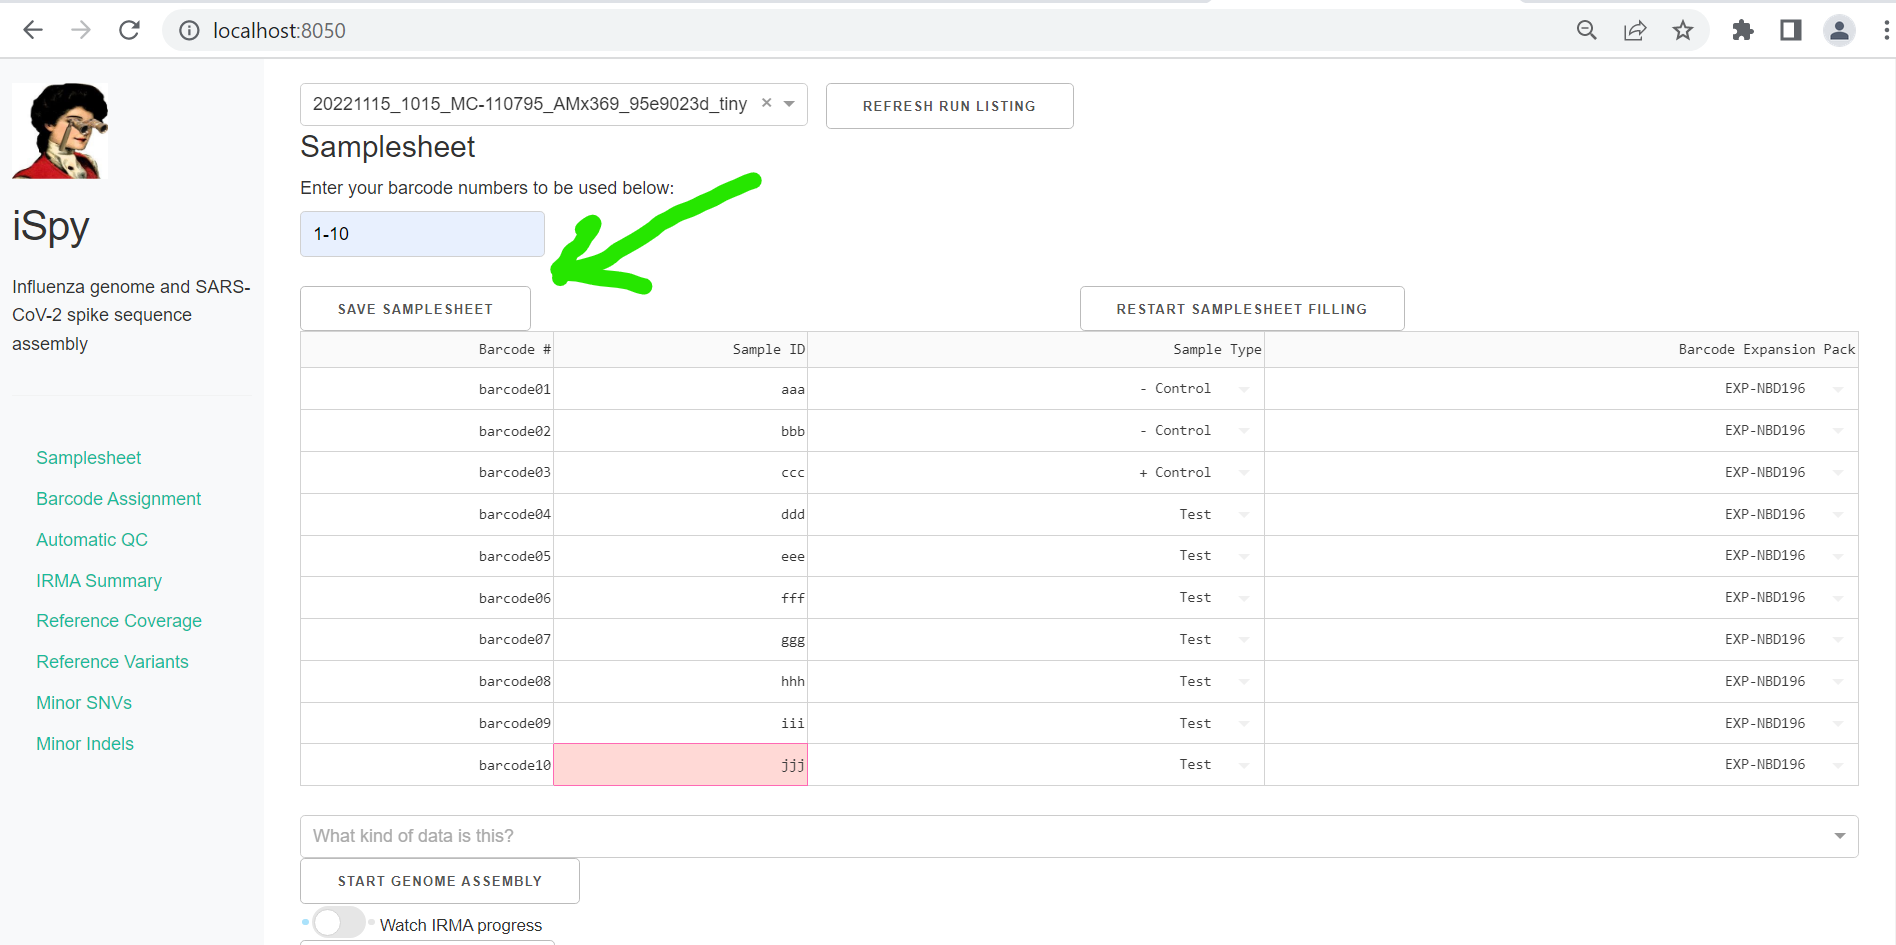 localhost:8050
20221115_1015_MC-110795_AMx369_95e9023d_tiny × REFRESH RUN LISTING
Samplesheet
Enter your barcode numbers to be used below:
1-10
iSpy
Influenza genome and SARS-
CoV-2 spike sequence
assembly
Samplesheet
Barcode Assignment
Automatic QC
IRMA Summary
Reference Coverage
Reference Variants
Minor SNVs
Minor Indels
SAVE SAMPLESHEET RESTART SAMPLESHEET FILLING
Barcode # Sample ID Sample Type Barcode Expansion Pack
barcode01 aaa - Control EXP-NBD196
barcode02 bbb - Control EXP-NBD196
barcode03 ccc + Control EXP-NBD196
barcode04 ddd Test EXP-NBD196
barcode05 eee Test EXP-NBD196
barcode06 fff Test EXP-NBD196
barcode07 ggg Test EXP-NBD196
barcode08 hhh Test EXP-NBD196
barcode09 iii Test EXP-NBD196
barcode10 jjj Test EXP-NBD196
What kind of data is this?
START GENOME ASSEMBLY
Watch IRMA progress